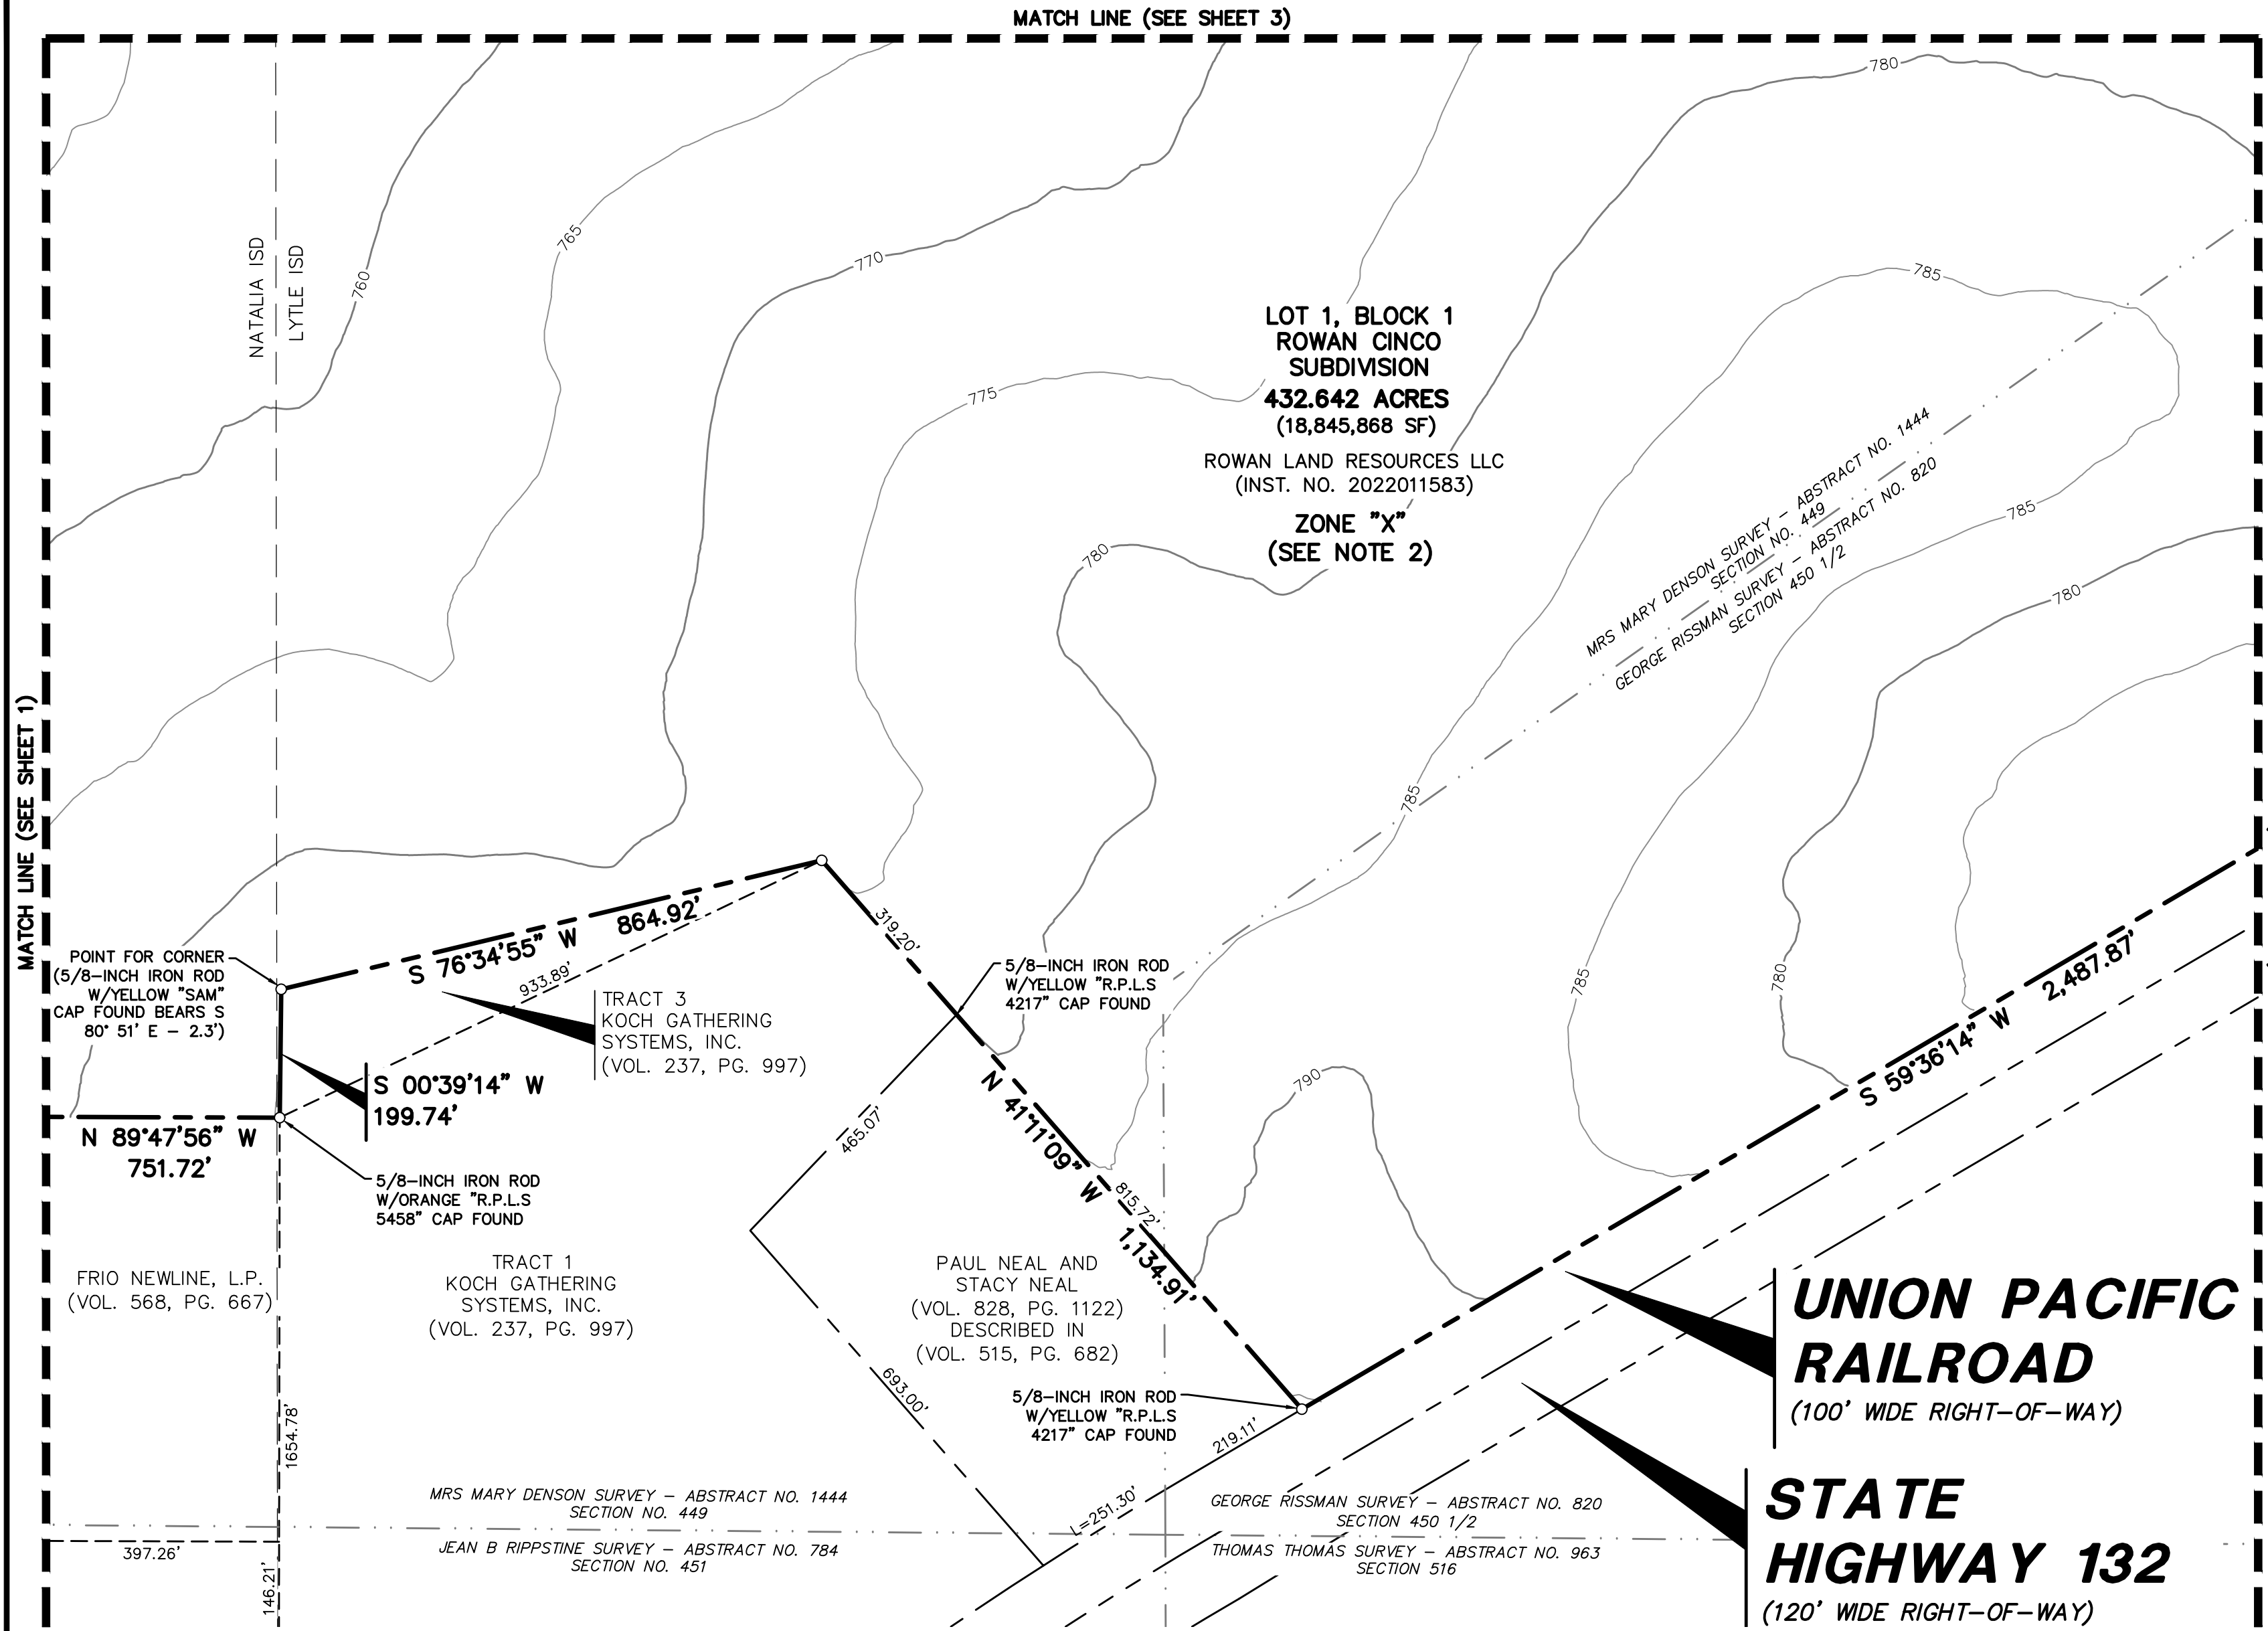 MATCH LINE (SEE SHEET 3)
780
NATALIA ISD
LYTLE ISD
760
765
770
785
LOT 1, BLOCK 1
ROWAN CINCO
SUBDIVISION
432.642 ACRES
(18,845,868 SF)
ROWAN LAND RESOURCES LLC
(INST. NO. 2022011583)
ZONE "X"
(SEE NOTE 2)
775
780
785
780
MRS MARY DENSON SURVEY – ABSTRACT NO. 1444
SECTION NO. 449
GEORGE RISSMAN SURVEY – ABSTRACT NO. 820
SECTION 450 1/2
MATCH LINE (SEE SHEET 1)
785
785
780
POINT FOR CORNER
(5/8–INCH IRON ROD
W/YELLOW "SAM"
CAP FOUND BEARS S
80° 51' E – 2.3')
S 76°34'55" W 864.92'
933.89'
319.20'
TRACT 3
KOCH GATHERING
SYSTEMS, INC.
(VOL. 237, PG. 997)
5/8–INCH IRON ROD
W/YELLOW "R.P.L.S
4217" CAP FOUND
S 59°36'14" W 2,487.87'
S 00°39'14" W
199.74'
N 89°47'56" W
751.72'
465.07'
N 41°11'09" W 1,134.91'
815.72'
790
5/8–INCH IRON ROD
W/ORANGE "R.P.L.S
5458" CAP FOUND
FRIO NEWLINE, L.P.
(VOL. 568, PG. 667)
TRACT 1
KOCH GATHERING
SYSTEMS, INC.
(VOL. 237, PG. 997)
PAUL NEAL AND
STACY NEAL
(VOL. 828, PG. 1122)
DESCRIBED IN
(VOL. 515, PG. 682)
UNION PACIFIC
RAILROAD
(100' WIDE RIGHT–OF–WAY)
693.00'
5/8–INCH IRON ROD
W/YELLOW "R.P.L.S
4217" CAP FOUND
219.11'
1654.78'
L=251.30'
STATE
HIGHWAY 132
(120' WIDE RIGHT–OF–WAY)
MRS MARY DENSON SURVEY – ABSTRACT NO. 1444
SECTION NO. 449
GEORGE RISSMAN SURVEY – ABSTRACT NO. 820
SECTION 450 1/2
397.26'
JEAN B RIPPSTINE SURVEY – ABSTRACT NO. 784
SECTION NO. 451
THOMAS THOMAS SURVEY – ABSTRACT NO. 963
SECTION 516
146.21'